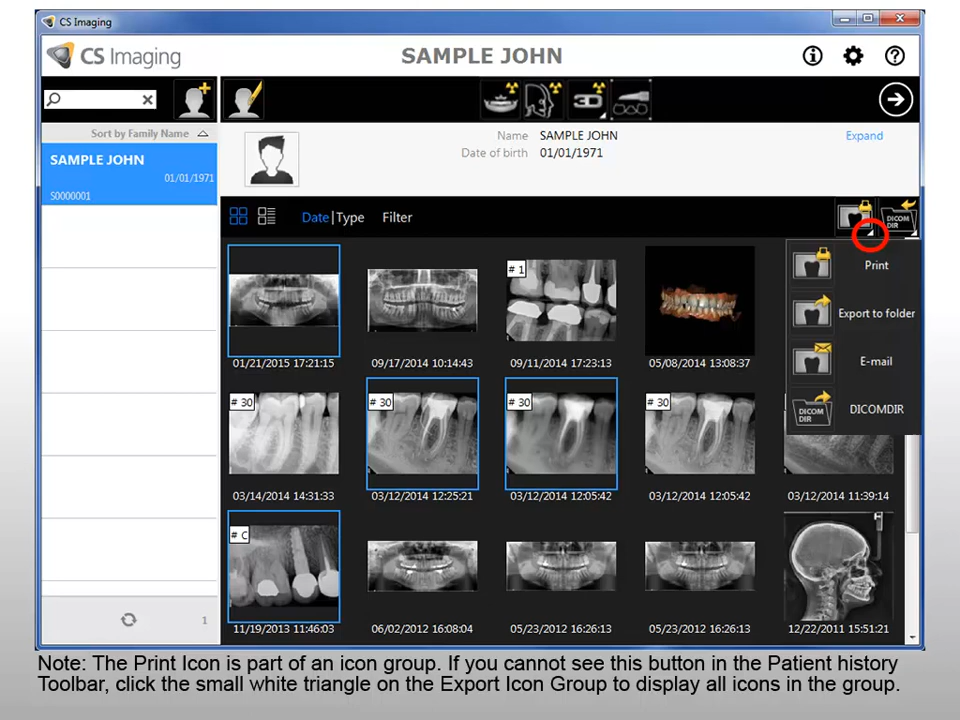 CS Imaging
CS Imaging
SAMPLE JOHN
3D
Sort by Family Name
Name SAMPLE JOHN
Date of birth 01/01/1971
Expand
SAMPLE JOHN
01/01/1971
S0000001
Date|Type Filter
DICOM
DIR
Print
Export to folder
E-mail
DICOM
DIR
DICOMDIR
# 1
01/21/2015 17:21:15
09/17/2014 10:14:43
09/11/2014 17:23:13
05/08/2014 13:08:37
# 30
# 30
# 30
# 30
03/14/2014 14:31:33
03/12/2014 12:25:21
03/12/2014 12:05:42
03/12/2014 12:05:42
03/12/2014 11:39:14
# C
11/19/2013 11:46:03
06/02/2012 16:08:04
05/23/2012 16:26:13
05/23/2012 16:26:13
12/22/2011 15:51:21
1
Note: The Print Icon is part of an icon group. If you cannot see this button in the Patient history
Toolbar, click the small white triangle on the Export Icon Group to display all icons in the group.